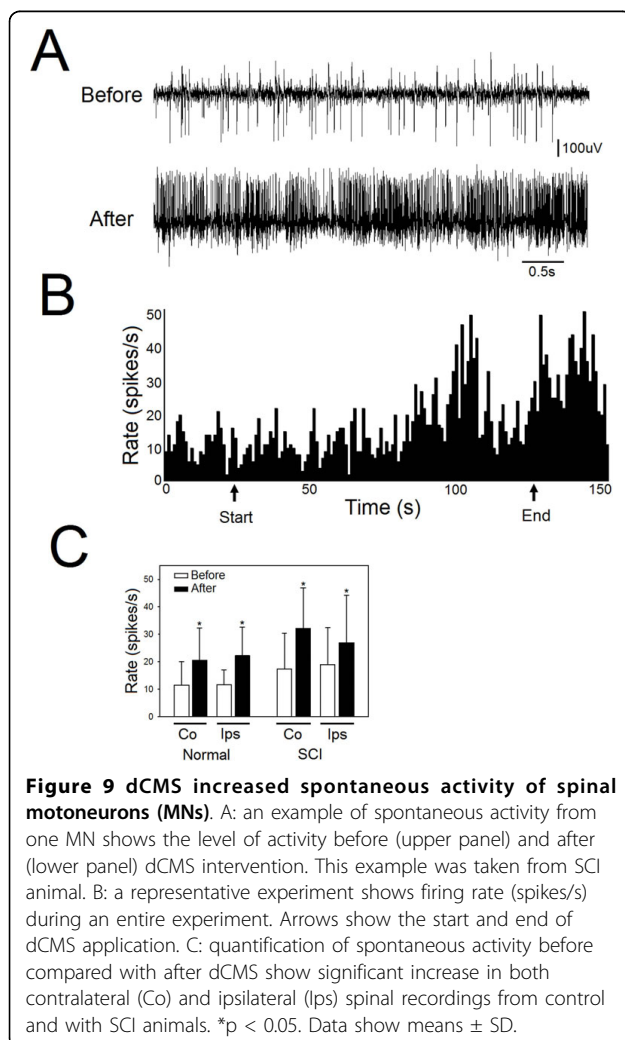 A
Before
100uV
After
0.5s
B
Rate (spikes/s)
50
40
30
20
10
0
0
50
100
150
Start
Time (s)
End
C
Before
After
Rate (spikes/s)
50
40
30
20
10
0
*
*
*
*
Co
Ips
Co
Ips
Normal
SCI
Figure 9 dCMS increased spontaneous activity of spinal
motoneurons (MNs). A: an example of spontaneous activity from
one MN shows the level of activity before (upper panel) and after
(lower panel) dCMS intervention. This example was taken from SCI
animal. B: a representative experiment shows firing rate (spikes/s)
during an entire experiment. Arrows show the start and end of
dCMS application. C: quantification of spontaneous activity before
compared with after dCMS show significant increase in both
contralateral (Co) and ipsilateral (Ips) spinal recordings from control
and with SCI animals. *p < 0.05. Data show means ± SD.